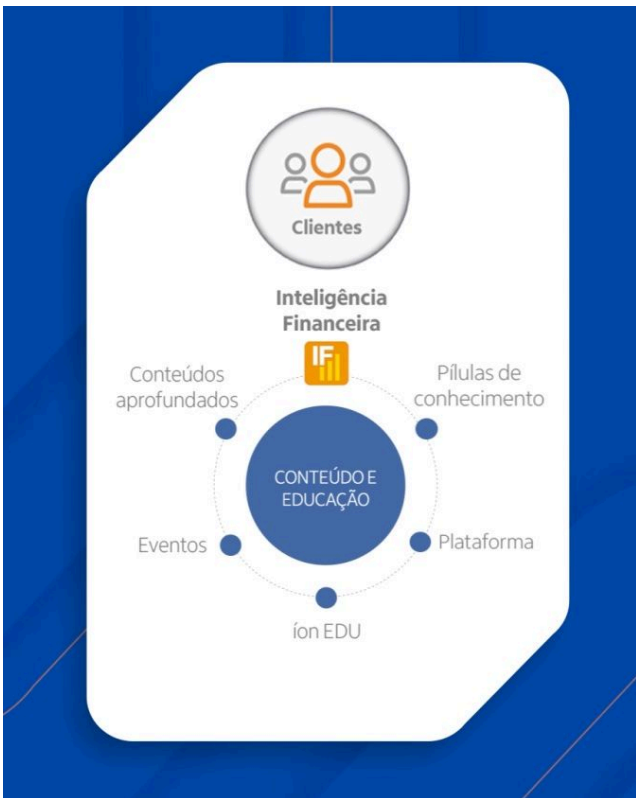 Clientes
Inteligência
Financeira
IF
Conteúdos
aprofundados
Pílulas de
conhecimento
CONTEÚDO E
EDUCAÇÃO
Eventos
Plataforma
íon EDU